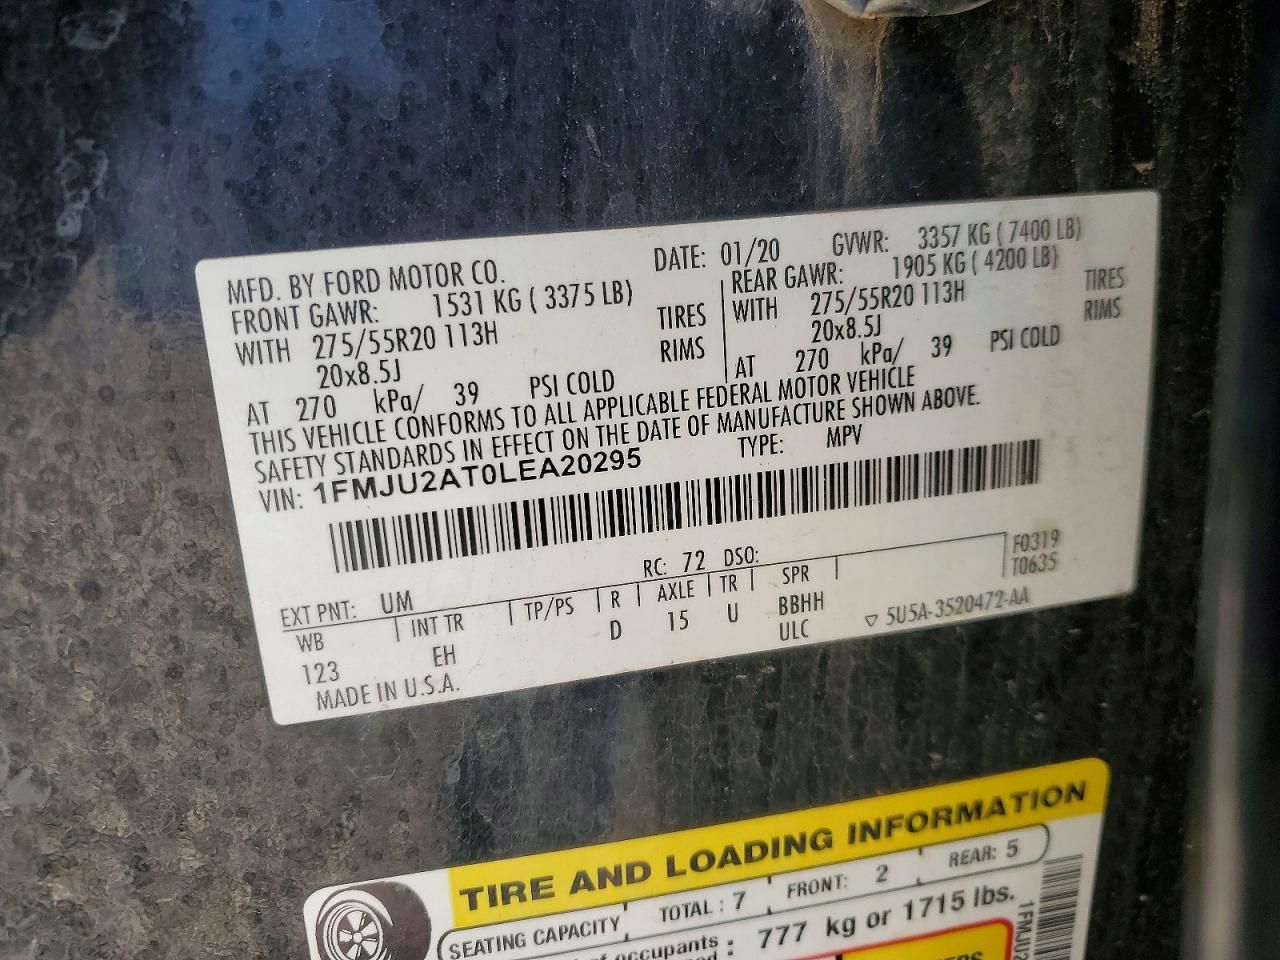 MFD. BY FORD MOTOR CO. DATE: 01/20 GVWR: 3357 KG ( 7400 LB)
FRONT GAWR: 1531 KG ( 3375 LB) REAR GAWR: 1905 KG ( 4200 LB)
WITH 275/55R20 113H TIRES WITH 275/55R20 113H TIRES
20x8.5J RIMS 20x8.5J RIMS
AT 270 kPa/ 39 PSI COLD AT 270 kPa/ 39 PSI COLD
THIS VEHICLE CONFORMS TO ALL APPLICABLE FEDERAL MOTOR VEHICLE
SAFETY STANDARDS IN EFFECT ON THE DATE OF MANUFACTURE SHOWN ABOVE.
VIN: 1FMJU2AT0LEA20295 TYPE: MPV
F0319
T0635
EXT PNT: UM RC: 72 DSO:
WB INT TR TP/PS R AXLE TR SPR
123 EH D 15 U BBHH
ULC
▽ 5U5A-3520472-AA
MADE IN U.S.A.
TIRE AND LOADING INFORMATION
SEATING CAPACITY TOTAL : 7 FRONT: 2 REAR: 5
of occupants : 777 kg or 1715 lbs.
1FMJU2